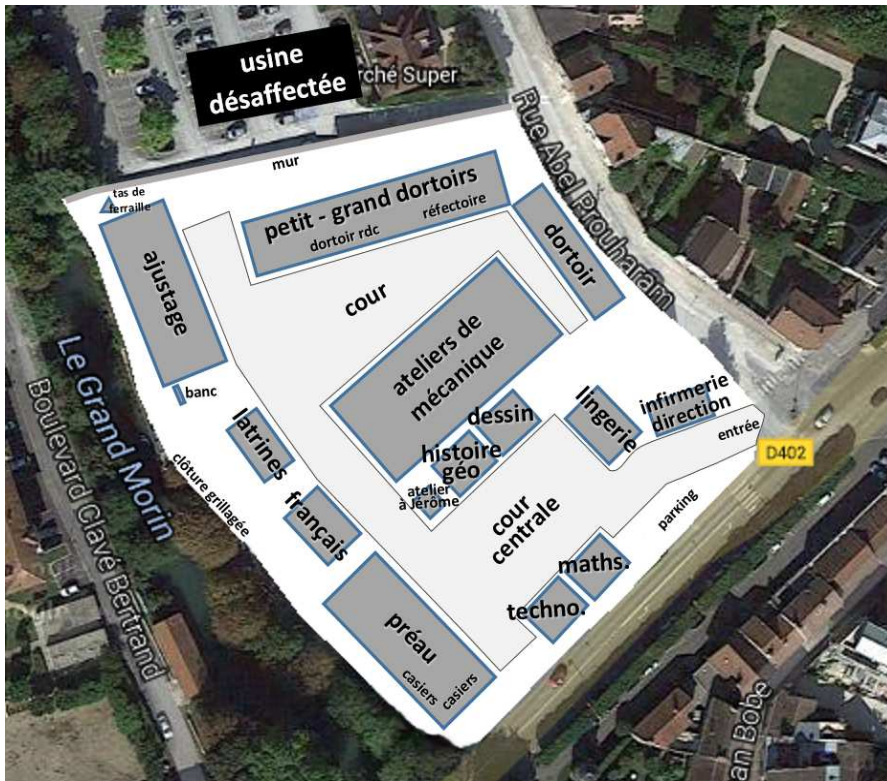 usine
désaffectée
rché Super
Rue Abel Prouharam
mur
tas de
ferraille
petit - grand dortoirs
réfectoire
dortoir rdc
dortoir
ajustage
cour
ateliers de
mécanique
Le Grand Morin
Boulevard Clavé Bertrand
banc
latrines
dessin
lingerie
infirmerie
direction
entrée
D402
histoire
géo
atelier
à Jérôme
clôture grillagée
français
cour
centrale
parking
maths.
techno.
préau
casiers
casiers
an Bobe